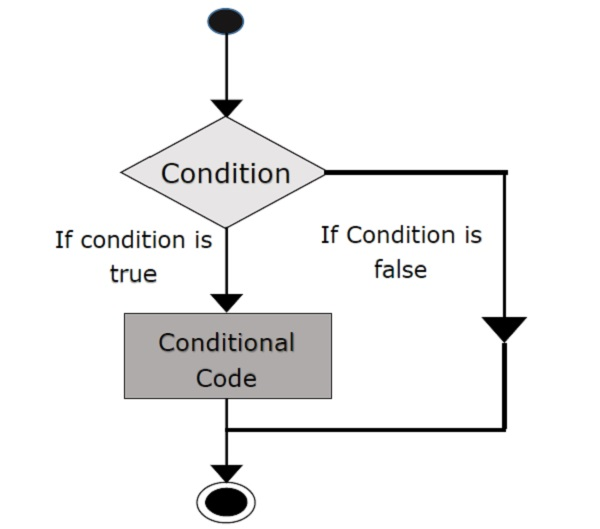 Condition
If condition is
true
If Condition is
false
Conditional
Code